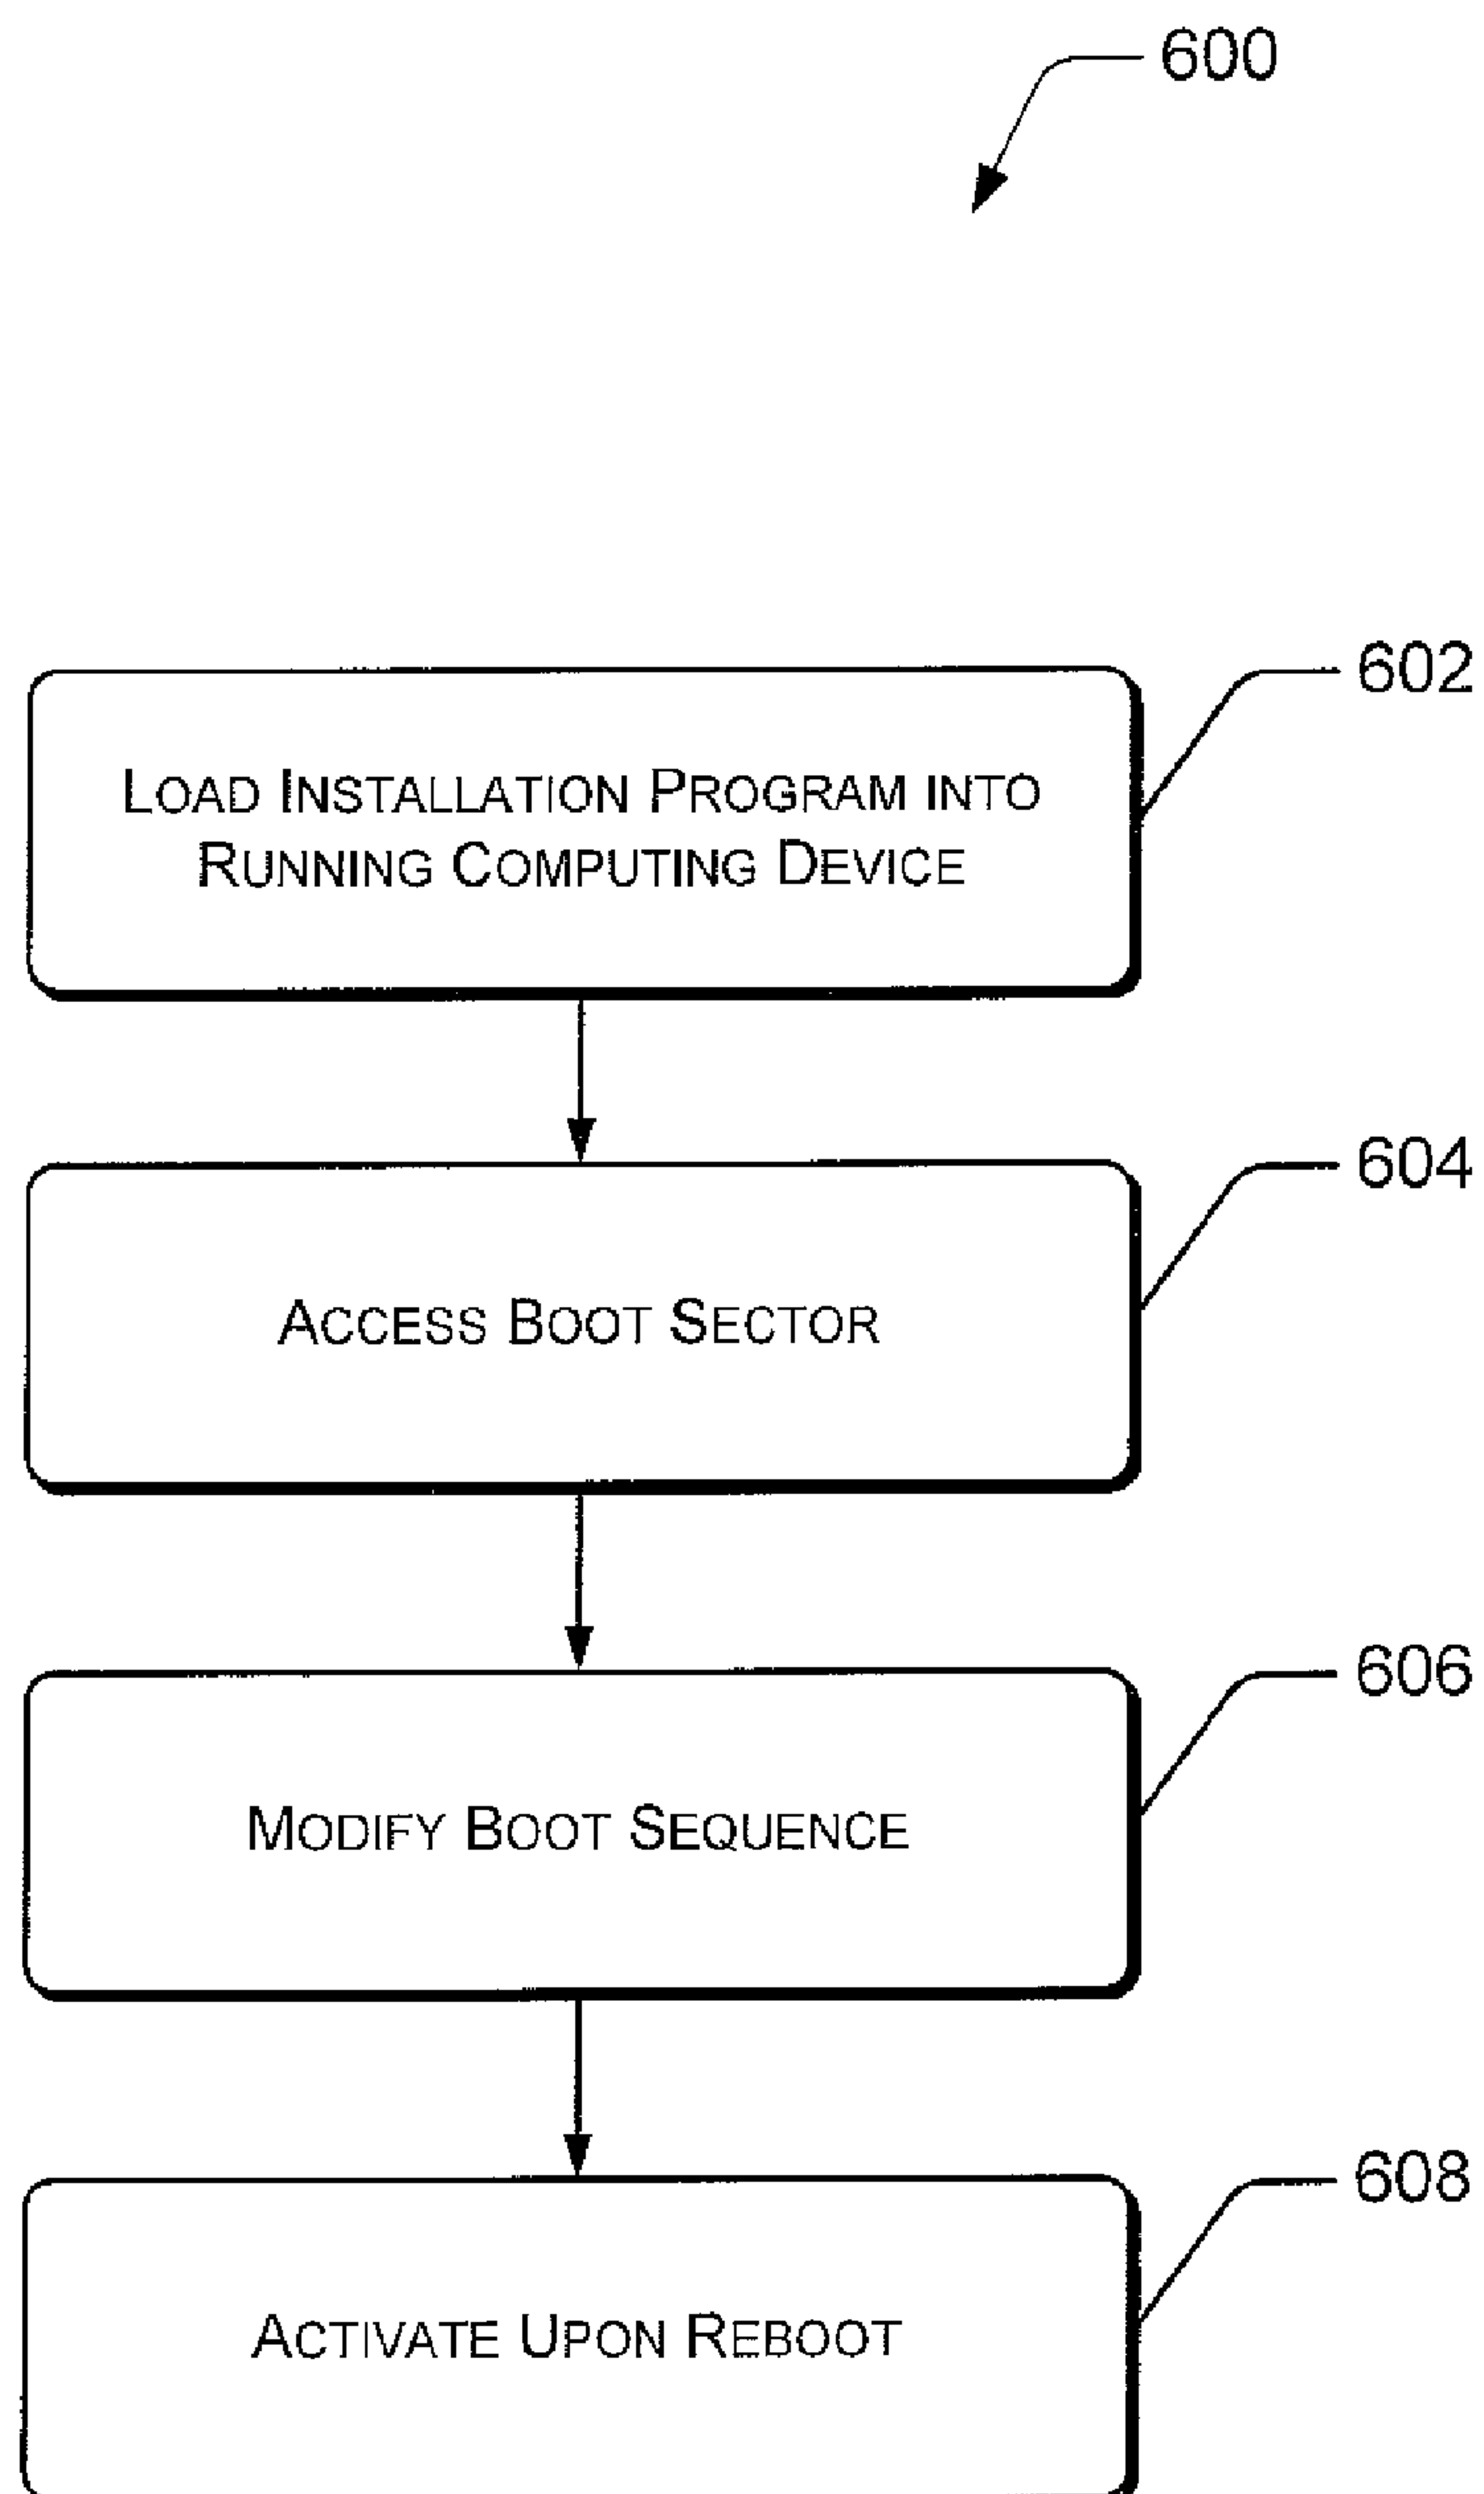 600
602
LOAD INSTALLATION PROGRAM INTO
RUNNING COMPUTING DEVICE
604
ACCESS BOOT SECTOR
606
MODIFY BOOT SEQUENCE
608
ACTIVATE UPON REBOOT